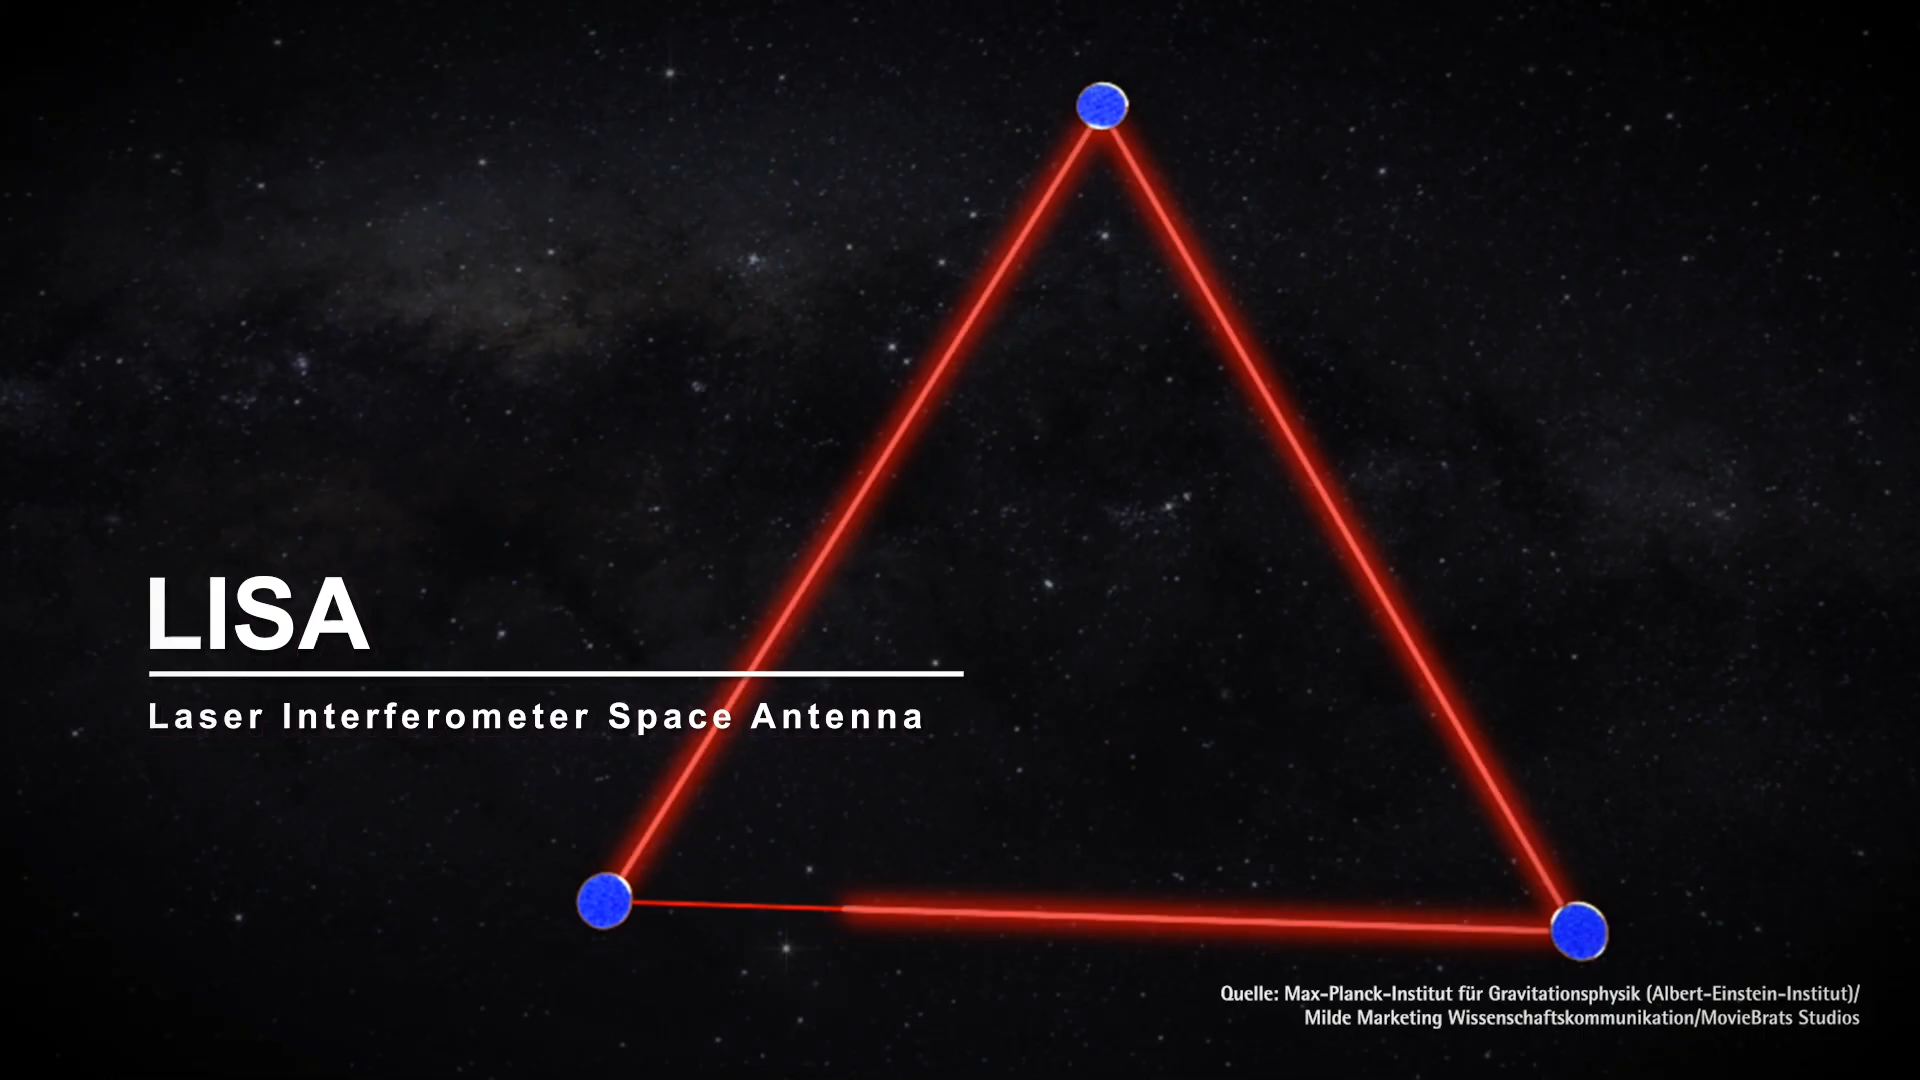 LISA
Laser Interferometer Space Antenna
Quelle: Max-Planck-Institut für Gravitationsphysik (Albert-Einstein-Institut)/
Milde Marketing Wissenschaftskommunikation/MovieBrats Studios